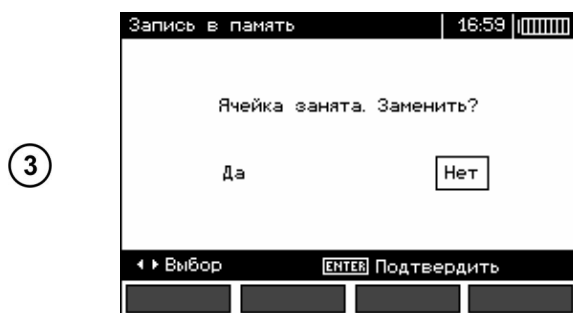 Запись в память 16:59
Ячейка занята. Заменить?
3
Да Нет
Выбор ENTER Подтвердить